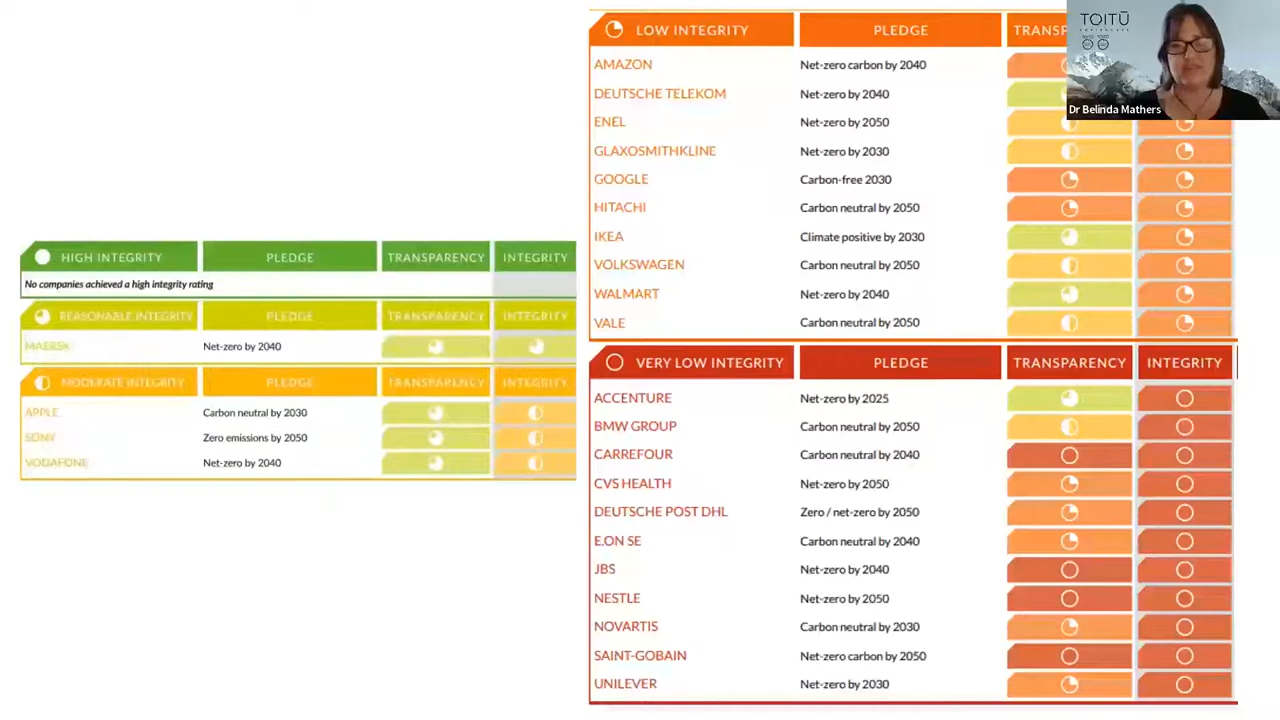 HIGH INTEGRITY PLEDGE TRANSPARENCY INTEGRITY
No companies achieved a high integrity rating
REASONABLE INTEGRITY PLEDGE TRANSPARENCY INTEGRITY
MAERSK Net-zero by 2040
MODERATE INTEGRITY PLEDGE TRANSPARENCY INTEGRITY
APPLE Carbon neutral by 2030
SONY Zero emissions by 2050
VODAFONE Net-zero by 2040
LOW INTEGRITY PLEDGE TRANSP
AMAZON Net-zero carbon by 2040
DEUTSCHE TELEKOM Net-zero by 2040
ENEL Net-zero by 2050
GLAXOSMITHKLINE Net-zero by 2030
GOOGLE Carbon-free 2030
HITACHI Carbon neutral by 2050
IKEA Climate positive by 2030
VOLKSWAGEN Carbon neutral by 2050
WALMART Net-zero by 2040
VALE Carbon neutral by 2050
VERY LOW INTEGRITY PLEDGE TRANSPARENCY INTEGRITY
ACCENTURE Net-zero by 2025
BMW GROUP Carbon neutral by 2050
CARREFOUR Carbon neutral by 2040
CVS HEALTH Net-zero by 2050
DEUTSCHE POST DHL Zero / net-zero by 2050
E.ON SE Carbon neutral by 2040
JBS Net-zero by 2040
NESTLE Net-zero by 2050
NOVARTIS Carbon neutral by 2030
SAINT-GOBAIN Net-zero carbon by 2050
UNILEVER Net-zero by 2030
TOITŪ
Dr Belinda Mathers